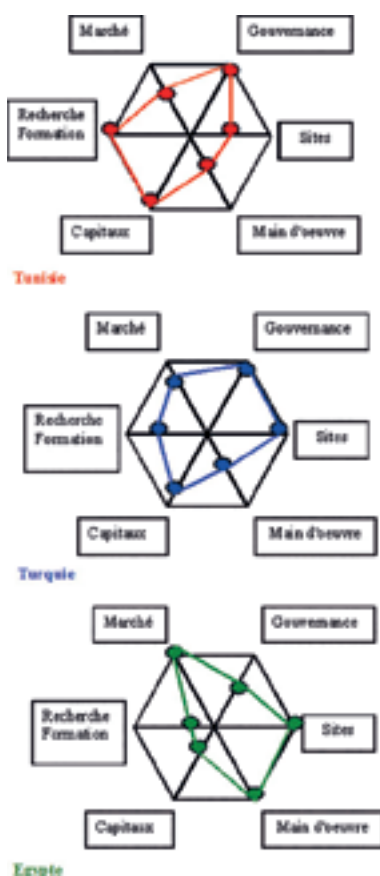 Marché
Gouvernance
Recherche
Formation
Sites
Capitaux
Main d'oeuvre
Tunisie
Marché
Gouvernance
Recherche
Formation
Sites
Capitaux
Main d'oeuvre
Turquie
Marché
Gouvernance
Recherche
Formation
Sites
Capitaux
Main d'oeuvre
Egypte